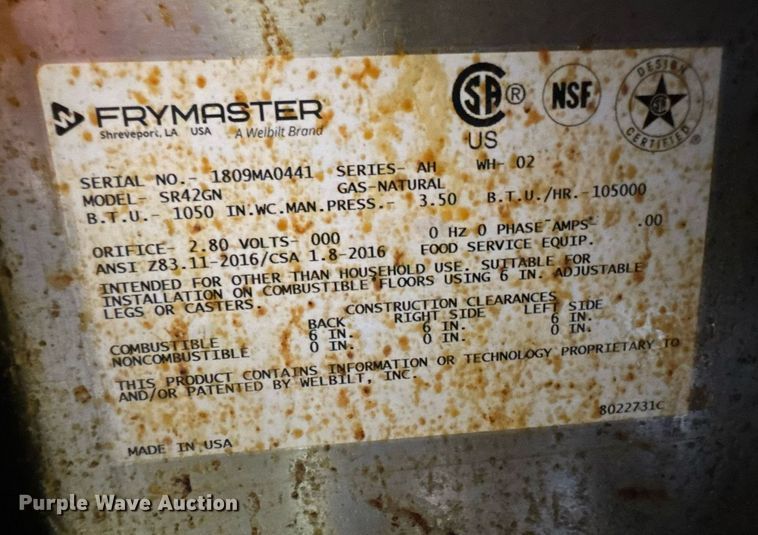 FRYMASTER
Shreveport, LA USA A Welbilt Brand
CSA ® US
NSF
DESIGN CERTIFIED ®
SERIAL NO.- 1809MA0441 SERIES- AH WH- 02
MODEL- SR42GN GAS-NATURAL
B.T.U.- 1050 IN.WC.MAN.PRESS.- 3.50 B.T.U./HR.-105000
ORIFICE- 2.80 VOLTS- 000 0 Hz 0 PHASE AMPS- .00
ANSI Z83.11-2016/CSA 1.8-2016 FOOD SERVICE EQUIP.
INTENDED FOR OTHER THAN HOUSEHOLD USE. SUITABLE FOR
INSTALLATION ON COMBUSTIBLE FLOORS USING 6 IN. ADJUSTABLE
LEGS OR CASTERS.
CONSTRUCTION CLEARANCES
BACK RIGHT SIDE LEFT SIDE
COMBUSTIBLE 6 IN. 6 IN. 6 IN.
NONCOMBUSTIBLE 0 IN. 0 IN. 0 IN.
THIS PRODUCT CONTAINS INFORMATION OR TECHNOLOGY PROPRIETARY TO
AND/OR PATENTED BY WELBILT, INC.
8022731C
MADE IN USA
Purple Wave Auction